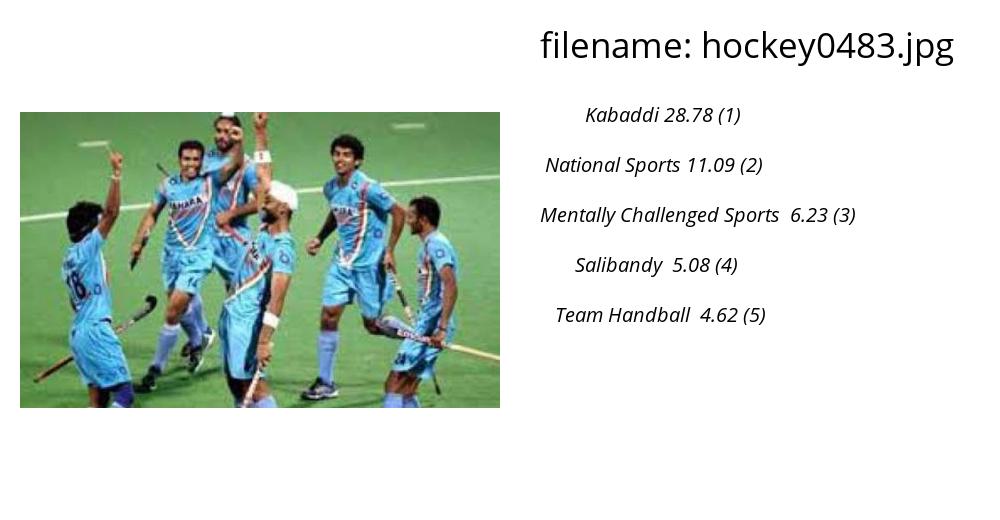 filename: hockey0483.jpg
Kabaddi 28.78 (1)
National Sports 11.09 (2)
Mentally Challenged Sports 6.23 (3)
Salibandy 5.08 (4)
Team Handball 4.62 (5)
SAHARA
18